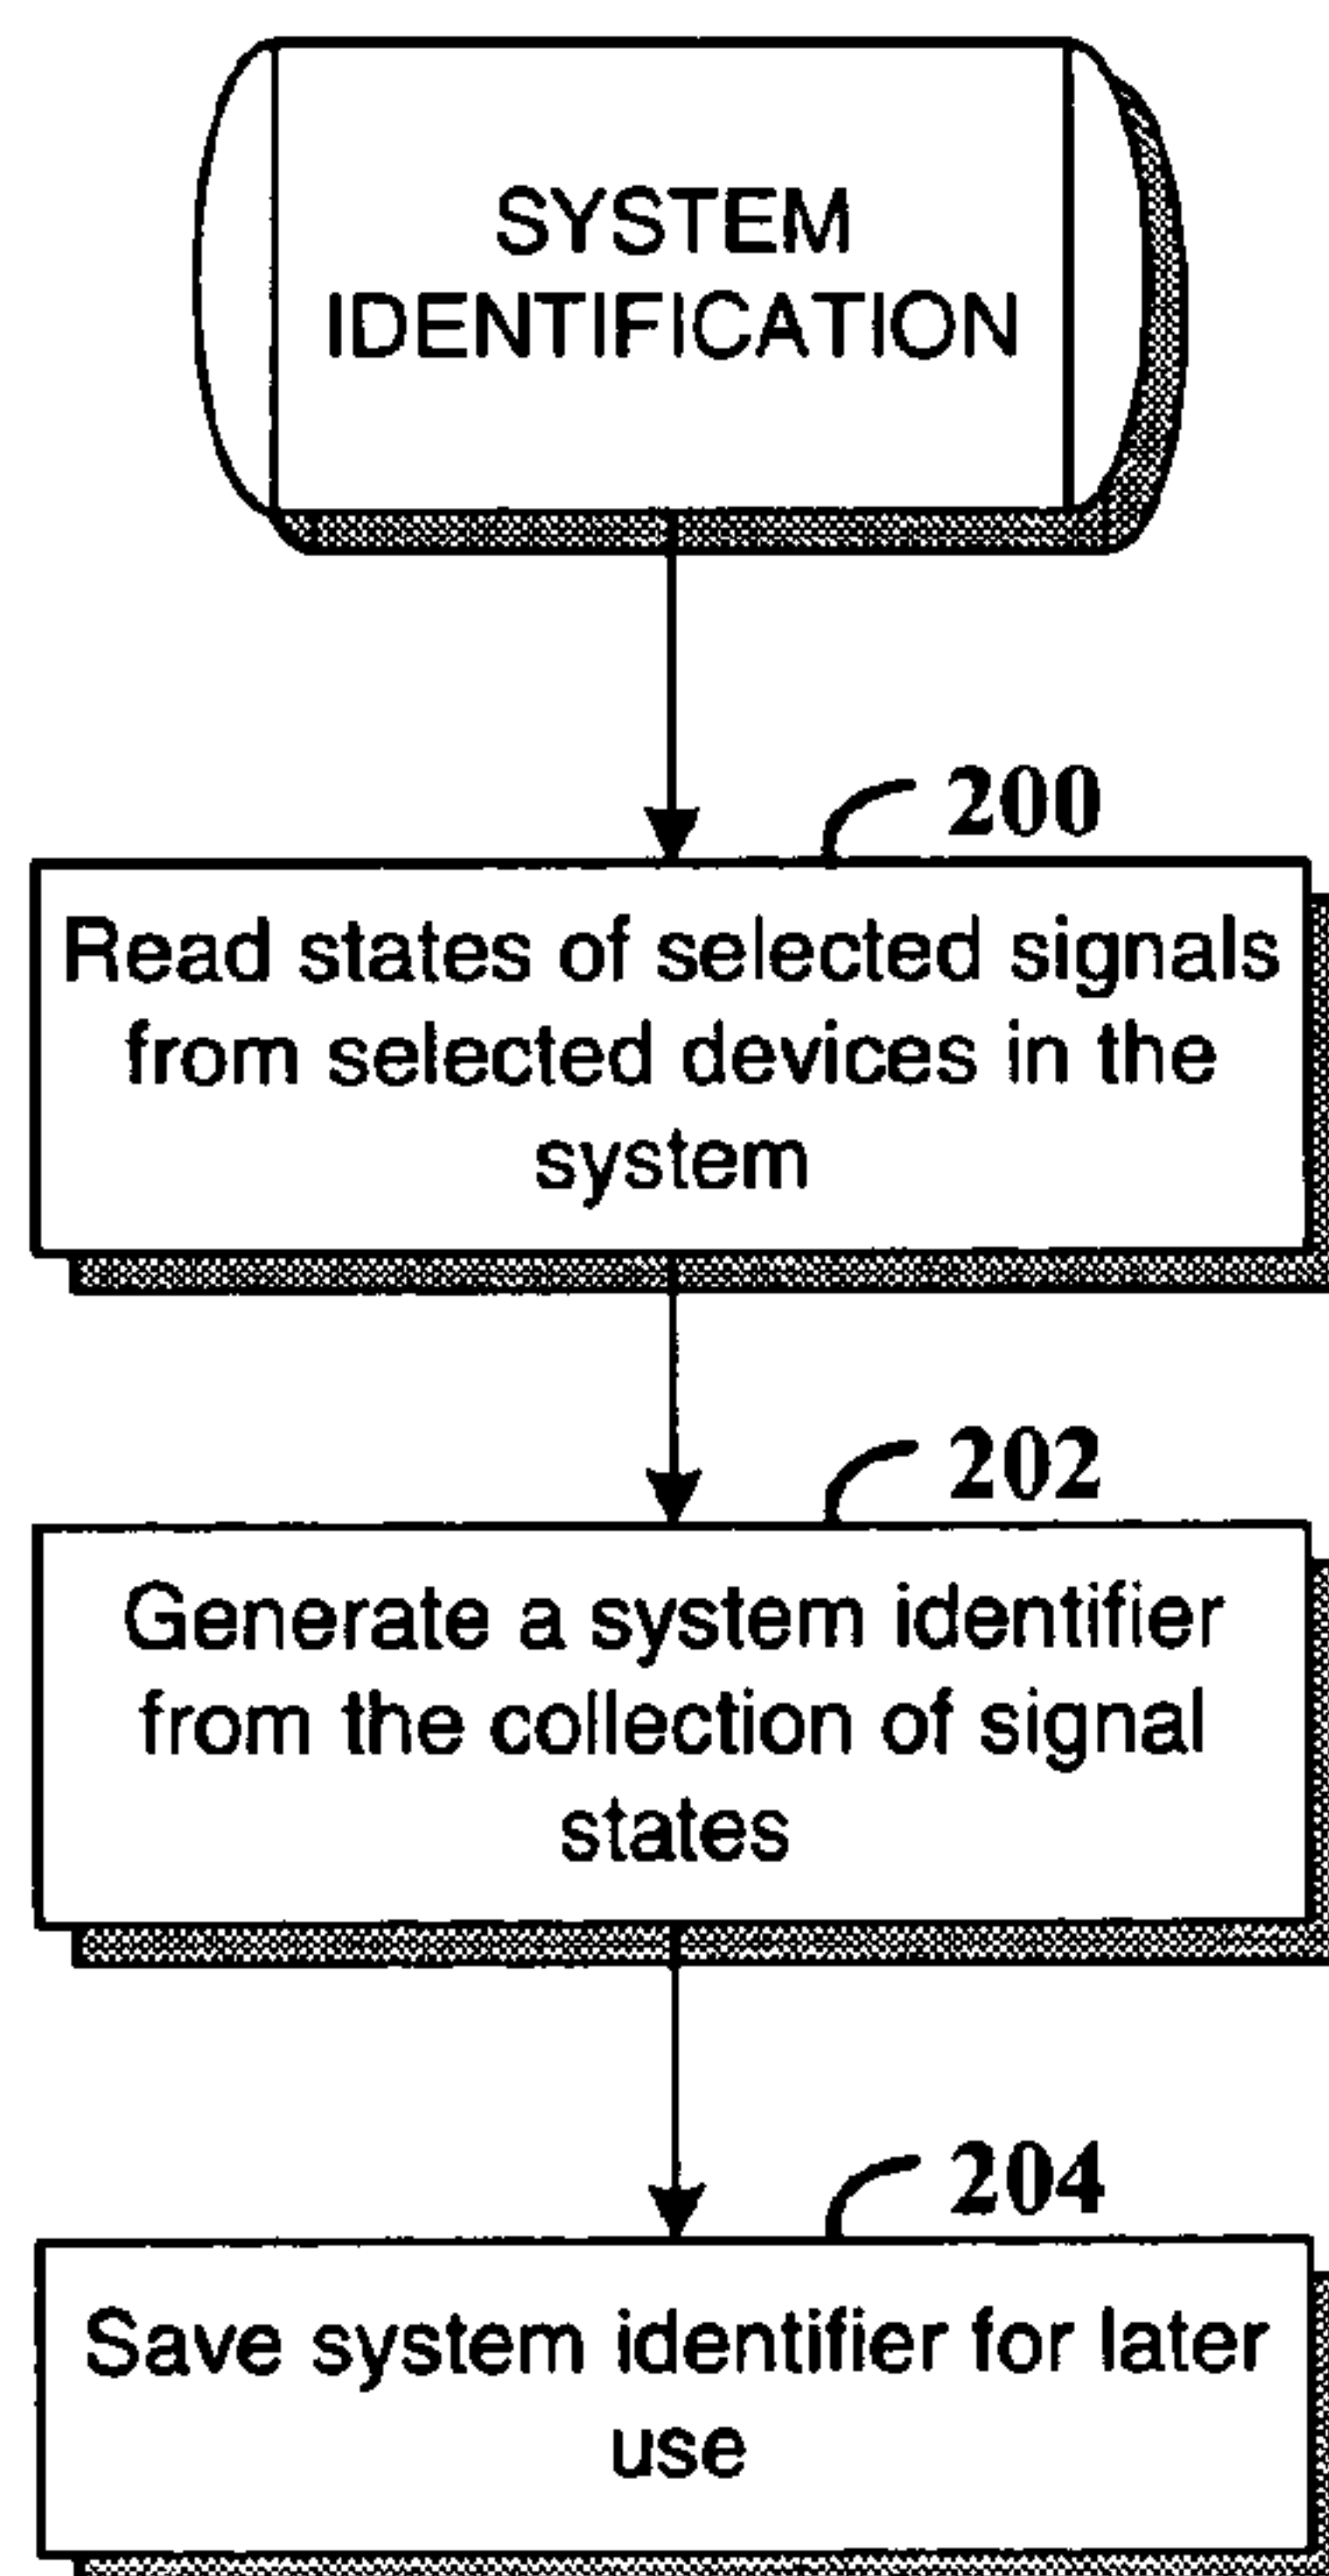 SYSTEM
IDENTIFICATION
200
Read states of selected signals
from selected devices in the
system
202
Generate a system identifier
from the collection of signal
states
204
Save system identifier for later
use